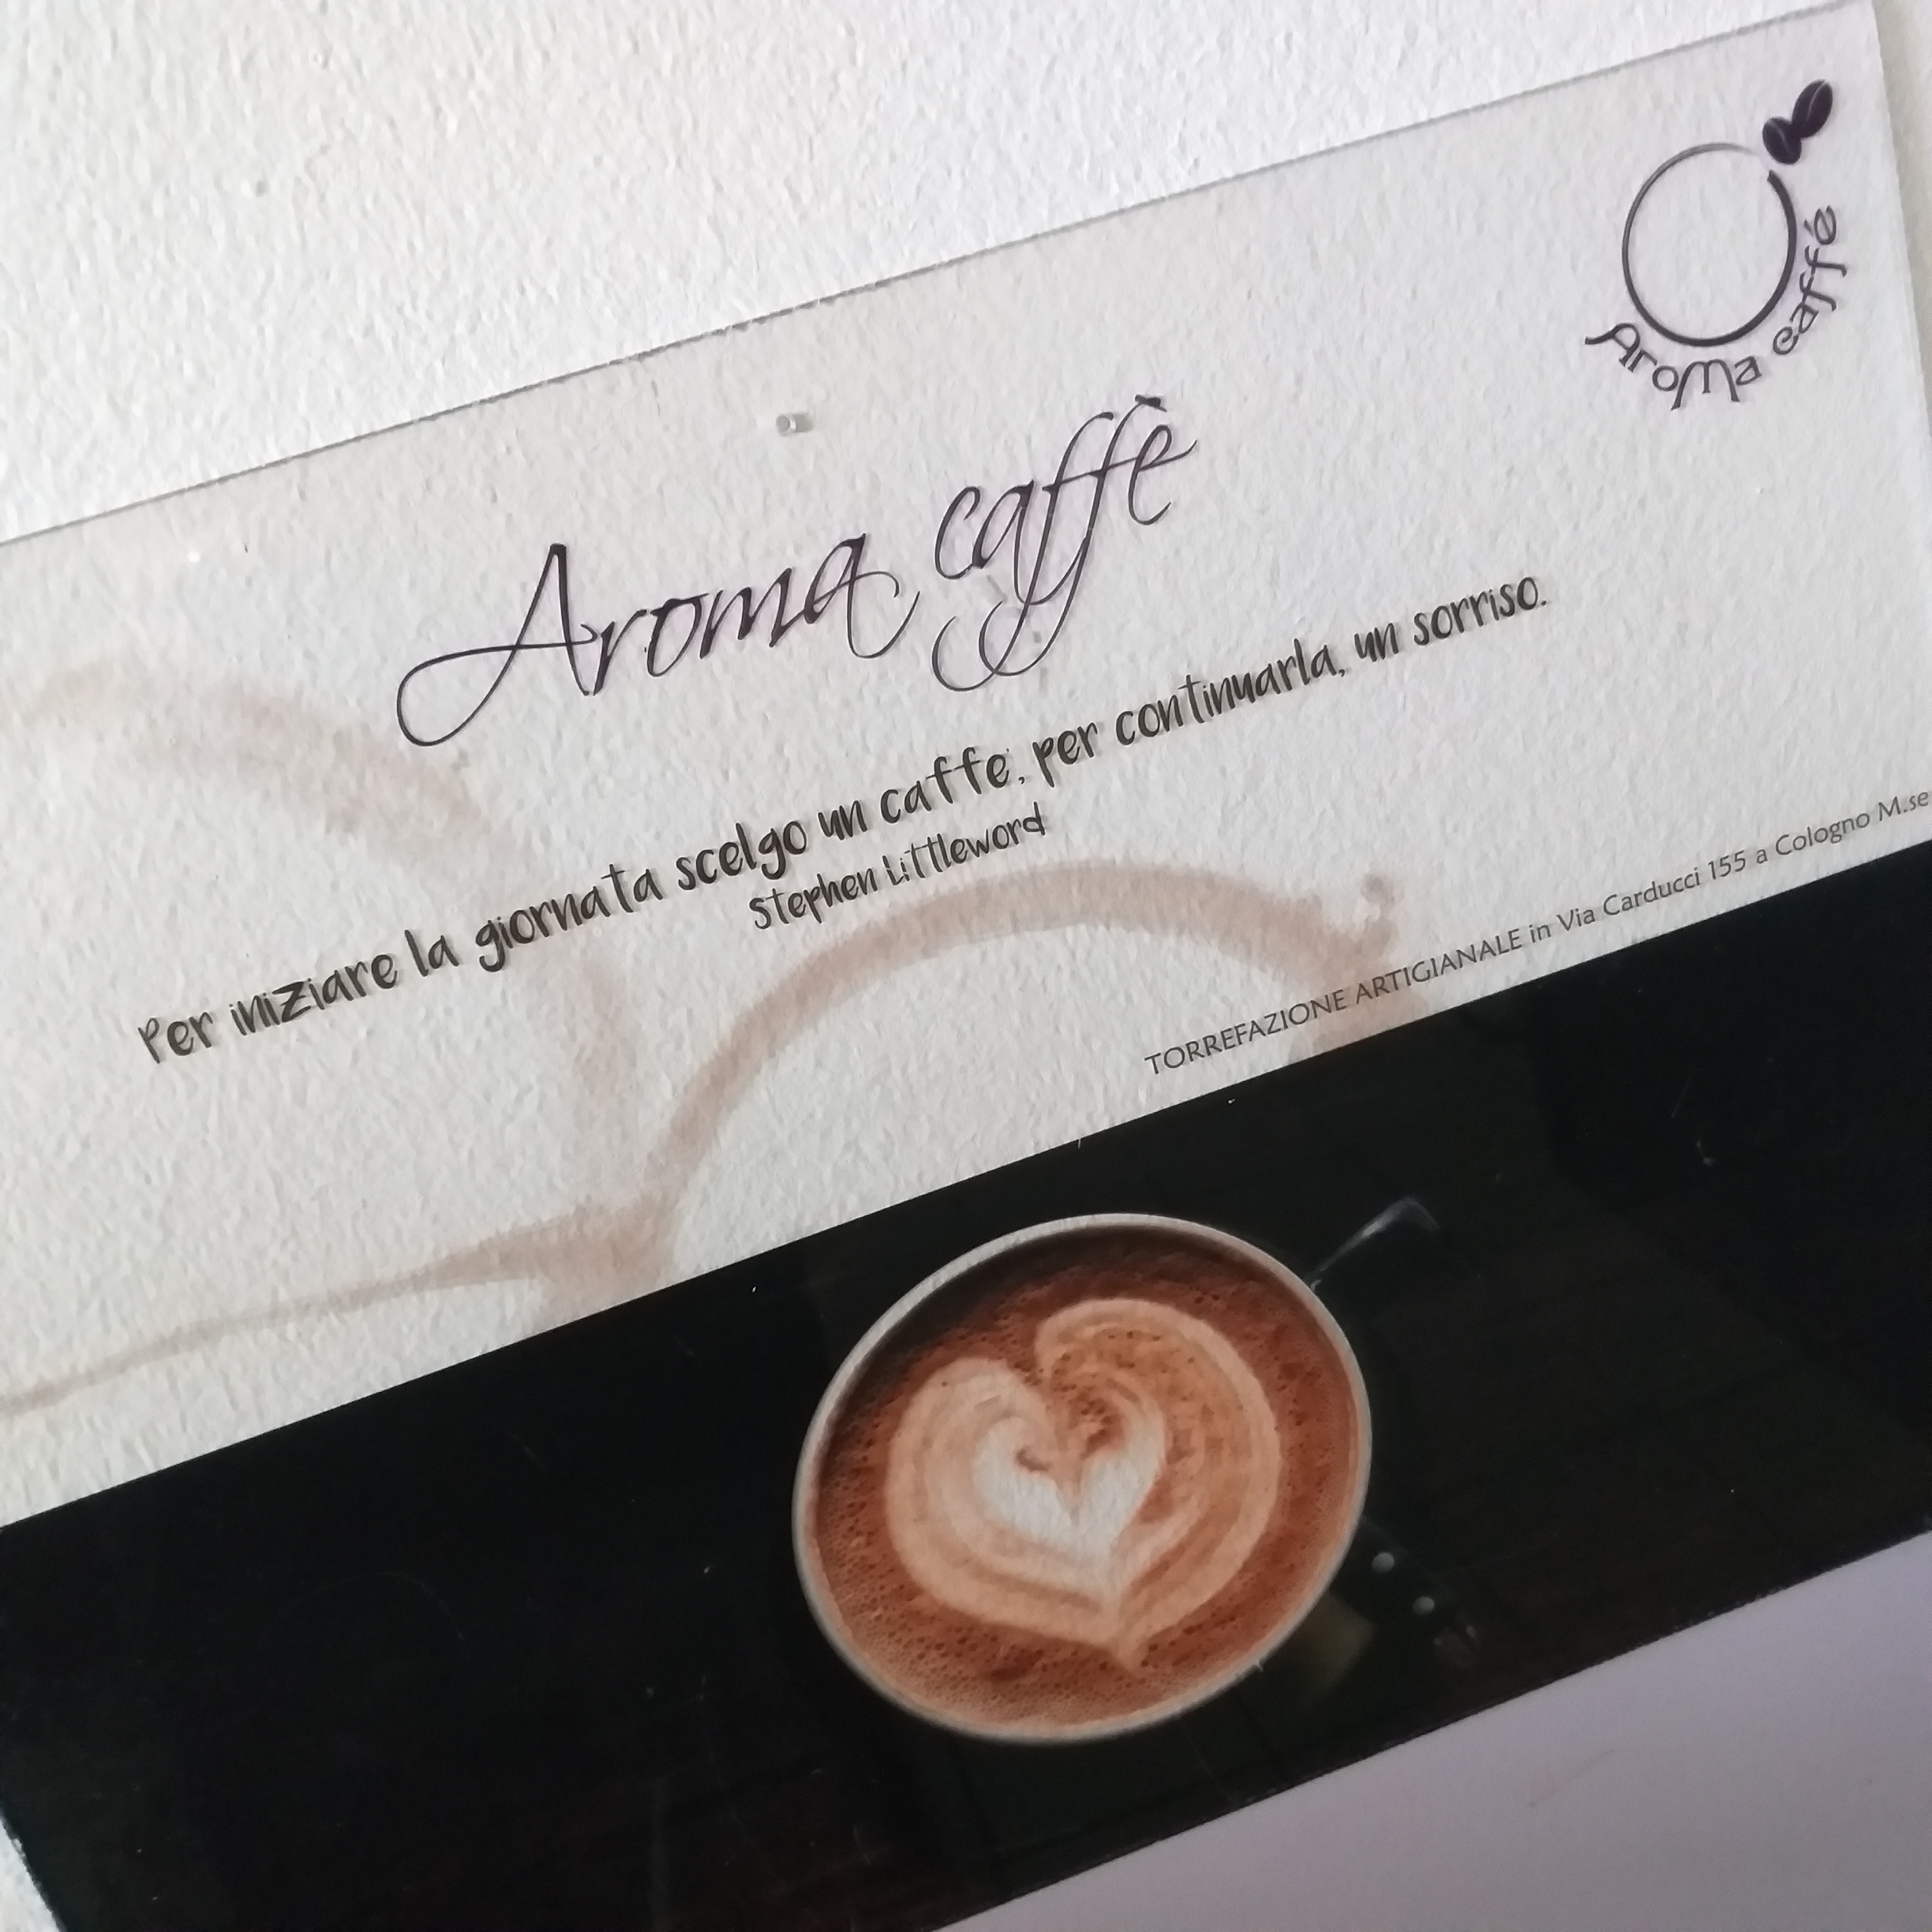 Aroma caffé
Aroma caffè
Per iniziare la giornata scelgo un caffe, per continuarla, un sorriso.
Stephen Littleword
TORREFAZIONE ARTIGIANALE in Via Carducci 155 a Cologno M.se